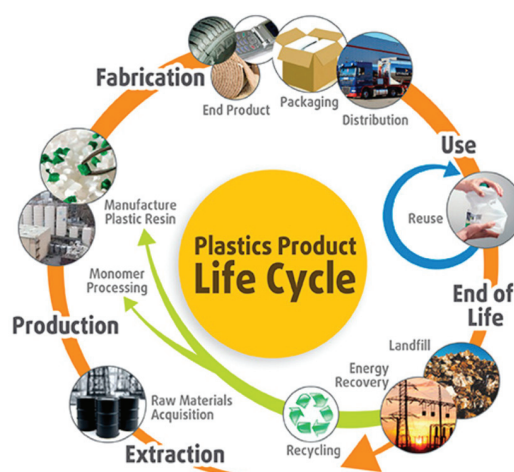 Fabrication
End Product
Packaging
Distribution
Use
Reuse
Manufacture
Plastic Resin
Plastics Product
Life Cycle
Monomer
Processing
Production
End of
Life
Landfill
Energy
Recovery
Raw Materials
Acquisition
Recycling
Extraction